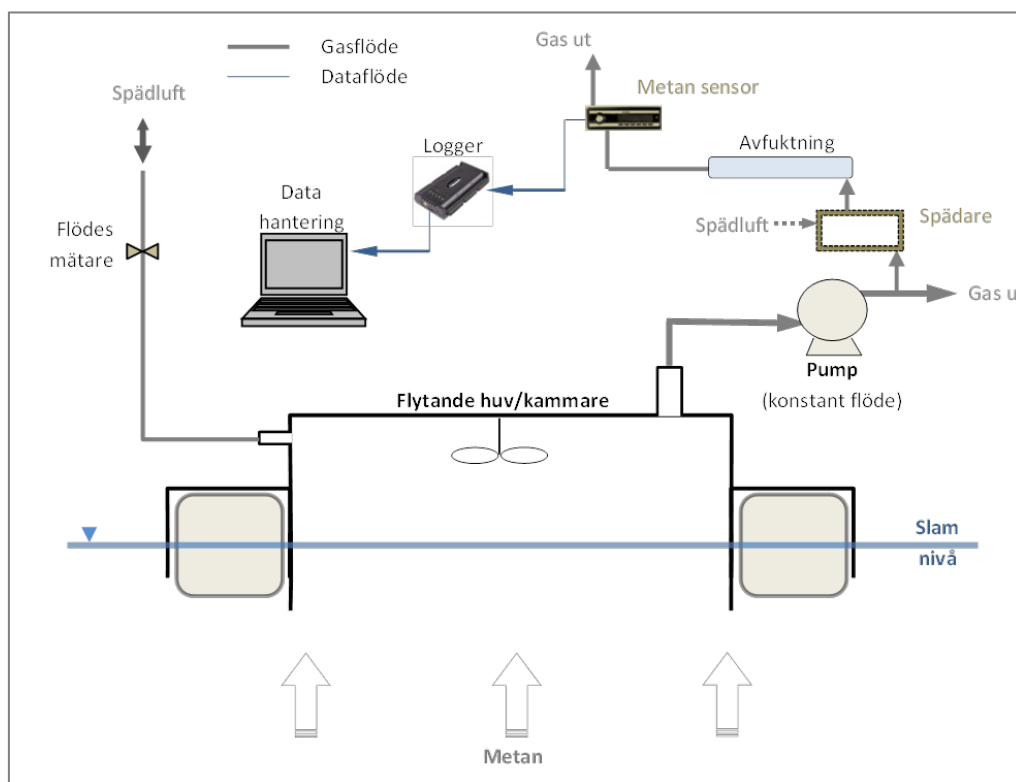 Gasflöde
Dataflöde
Gas ut
Spädluft
Metan sensor
Logger
Avfuktning
Data
hantering
Flödes
mätare
Spädluft
Spädare
Gas u
Pump
(konstant flöde)
Flytande huv/kammare
Slam
nivå
Metan